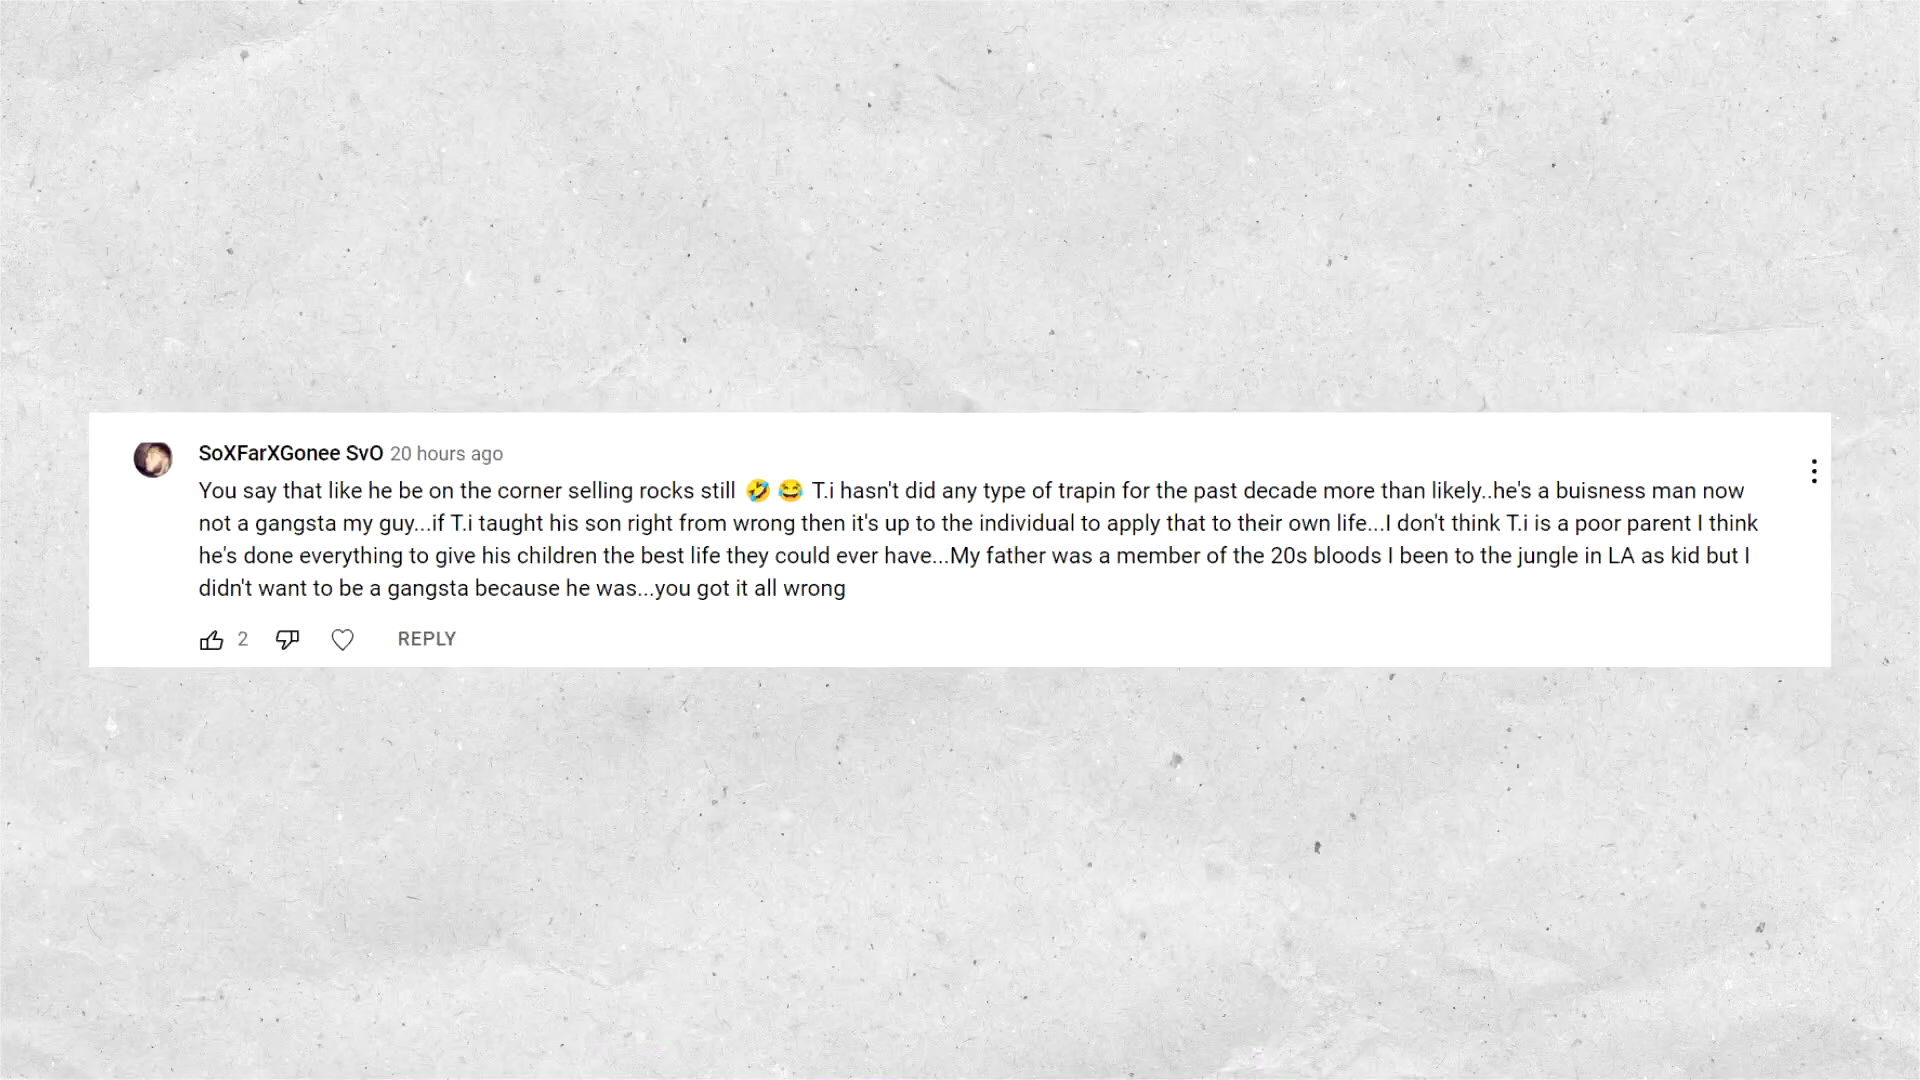 SoXFarXGonee SvO 20 hours ago
You say that like he be on the corner selling rocks still 🤣 😂 T.i hasn't did any type of trapin for the past decade more than likely..he's a buisness man now
not a gangsta my guy...if T.i taught his son right from wrong then it's up to the individual to apply that to their own life...I don't think T.i is a poor parent I think
he's done everything to give his children the best life they could ever have...My father was a member of the 20s bloods I been to the jungle in LA as kid but I
didn't want to be a gangsta because he was...you got it all wrong
2 REPLY